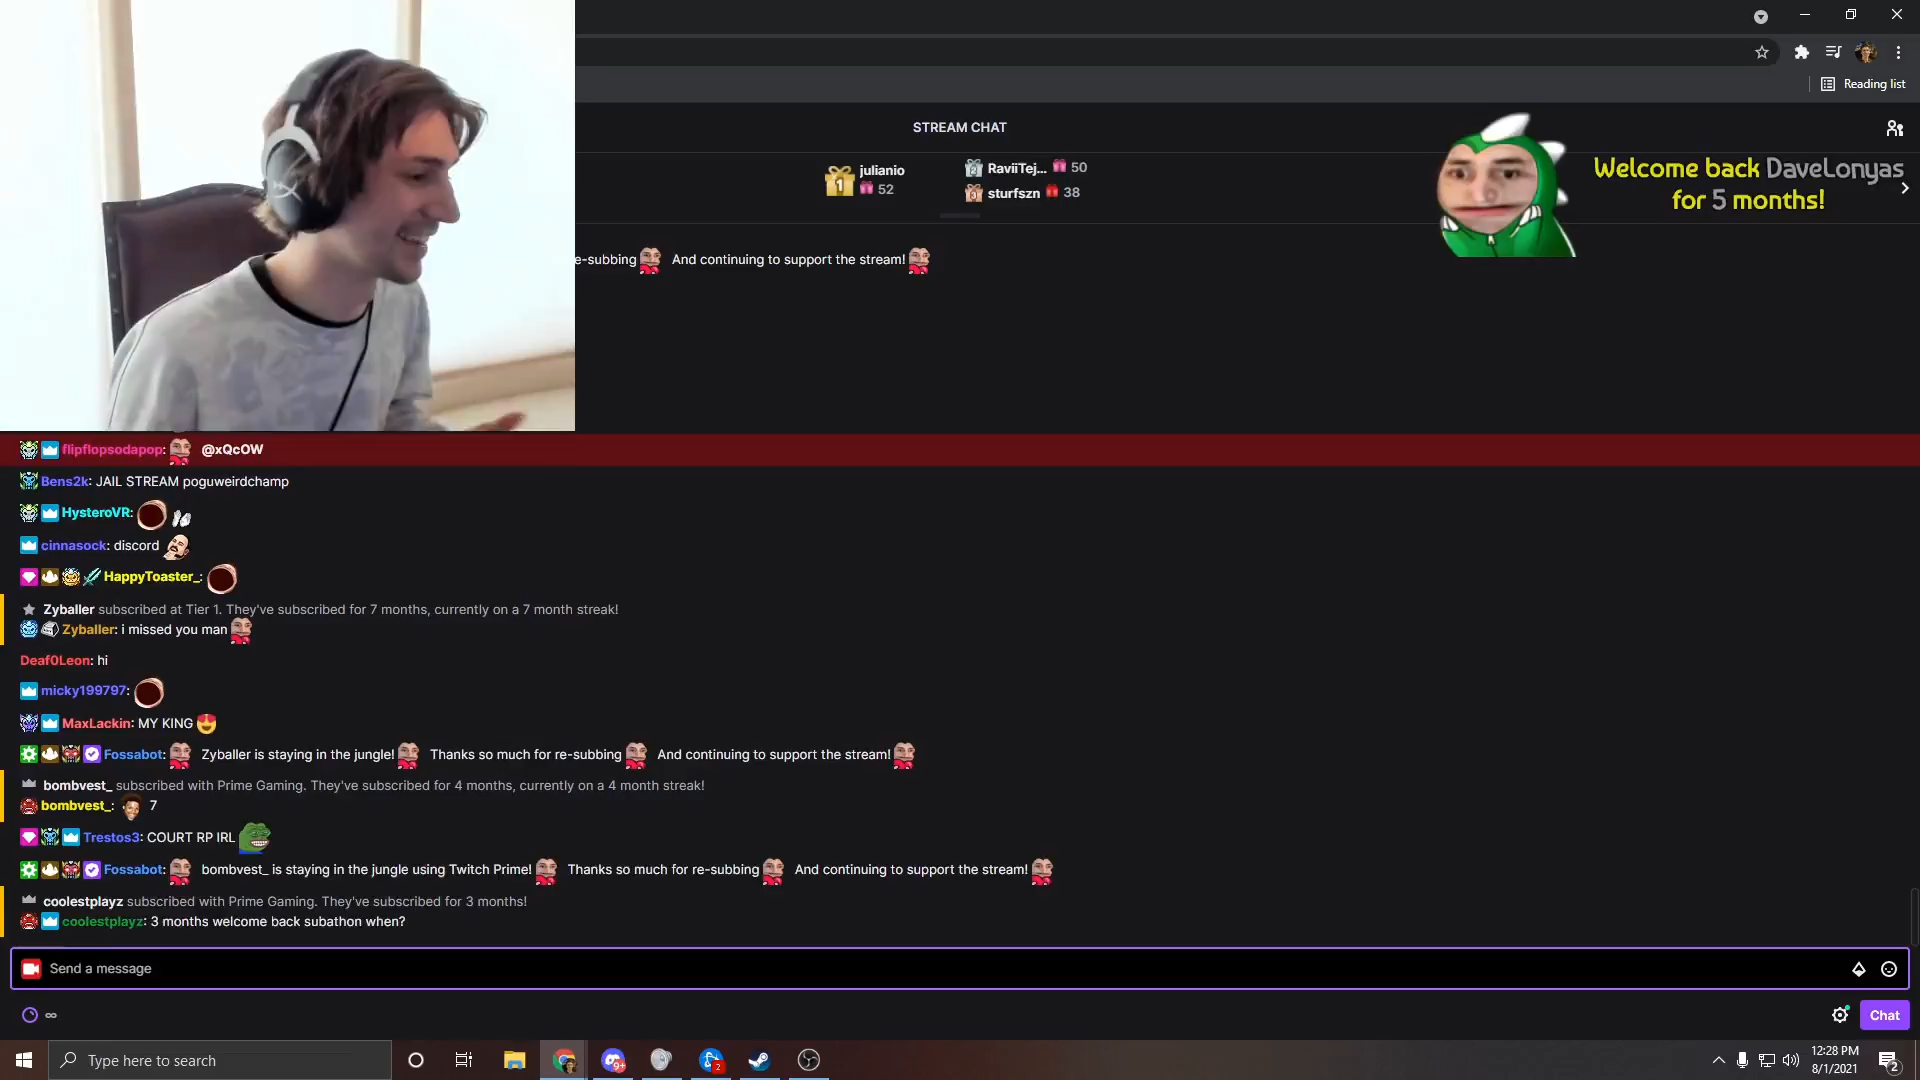 Reading list
STREAM CHAT
1 julianio
52
2 RaviiTej... 50
3 sturfszn 38
Welcome back DaveLonyas
for 5 months!
e-subbing And continuing to support the stream!
flipflopsodapop: @xQcOW
Bens2k: JAIL STREAM poguweirdchamp
HysteroVR:
cinnasock: discord
HappyToaster_:
Zyballer subscribed at Tier 1. They've subscribed for 7 months, currently on a 7 month streak!
Zyballer: i missed you man
Deaf0Leon: hi
micky199797:
MaxLackin: MY KING
Fossabot: Zyballer is staying in the jungle! Thanks so much for re-subbing And continuing to support the stream!
bombvest_ subscribed with Prime Gaming. They've subscribed for 4 months, currently on a 4 month streak!
bombvest_: 7
Trestos3: COURT RP IRL
Fossabot: bombvest_ is staying in the jungle using Twitch Prime! Thanks so much for re-subbing And continuing to support the stream!
coolestplayz subscribed with Prime Gaming. They've subscribed for 3 months!
coolestplayz: 3 months welcome back subathon when?
Send a message
∞
Chat
Type here to search
9+
2
12:28 PM
8/1/2021
2